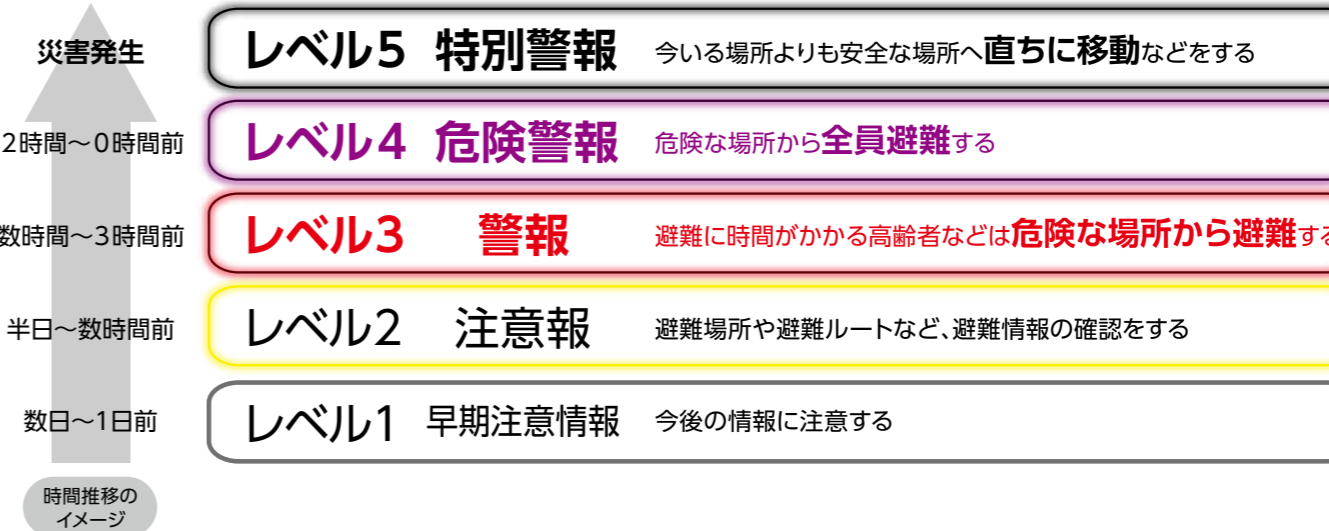 災害発生 レベル5 特別警報 今いる場所よりも安全な場所へ直ちに移動などをする
2時間～0時間前 レベル4 危険警報 危険な場所から全員避難する
数時間～3時間前 レベル3 警報 避難に時間がかかる高齢者などは危険な場所から避難する
半日～数時間前 レベル2 注意報 避難場所や避難ルートなど、避難情報の確認をする
数日～1日前 レベル1 早期注意情報 今後の情報に注意する
時間推移の
イメージ